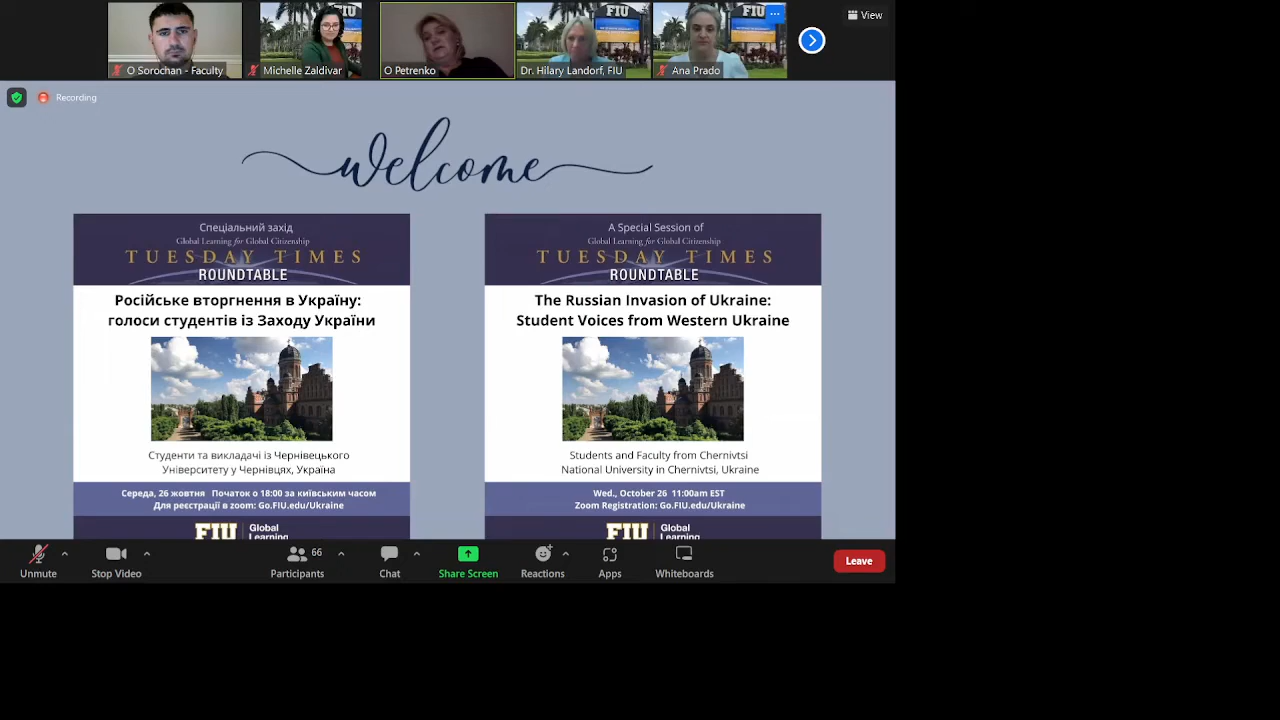 FIU
FIU
View
O Sorochan - Faculty
Michelle Zaldivar
O Petrenko
Dr. Hilary Landorf, FIU
Ana Prado
Recording
welcome
Спеціальний захід
Global Learning for Global Citizenship
TUESDAY TIMES
ROUNDTABLE
Російське вторгнення в Україну:
голоси студентів із Заходу України
Студенти та викладачі із Чернівецького
Університету у Чернівцях, Україна
Середа, 26 жовтня Початок о 18:00 за київським часом
Для реєстрації в zoom: Go.FIU.edu/Ukraine
FIU Global
Learning
A Special Session of
Global Learning for Global Citizenship
TUESDAY TIMES
ROUNDTABLE
The Russian Invasion of Ukraine:
Student Voices from Western Ukraine
Students and Faculty from Chernivtsi
National University in Chernivtsi, Ukraine
Wed., October 26 11:00am EST
Zoom Registration: Go.FIU.edu/Ukraine
FIU Global
Learning
Unmute
Stop Video
Participants 66
Chat
Share Screen
Reactions
Apps
Whiteboards
Leave